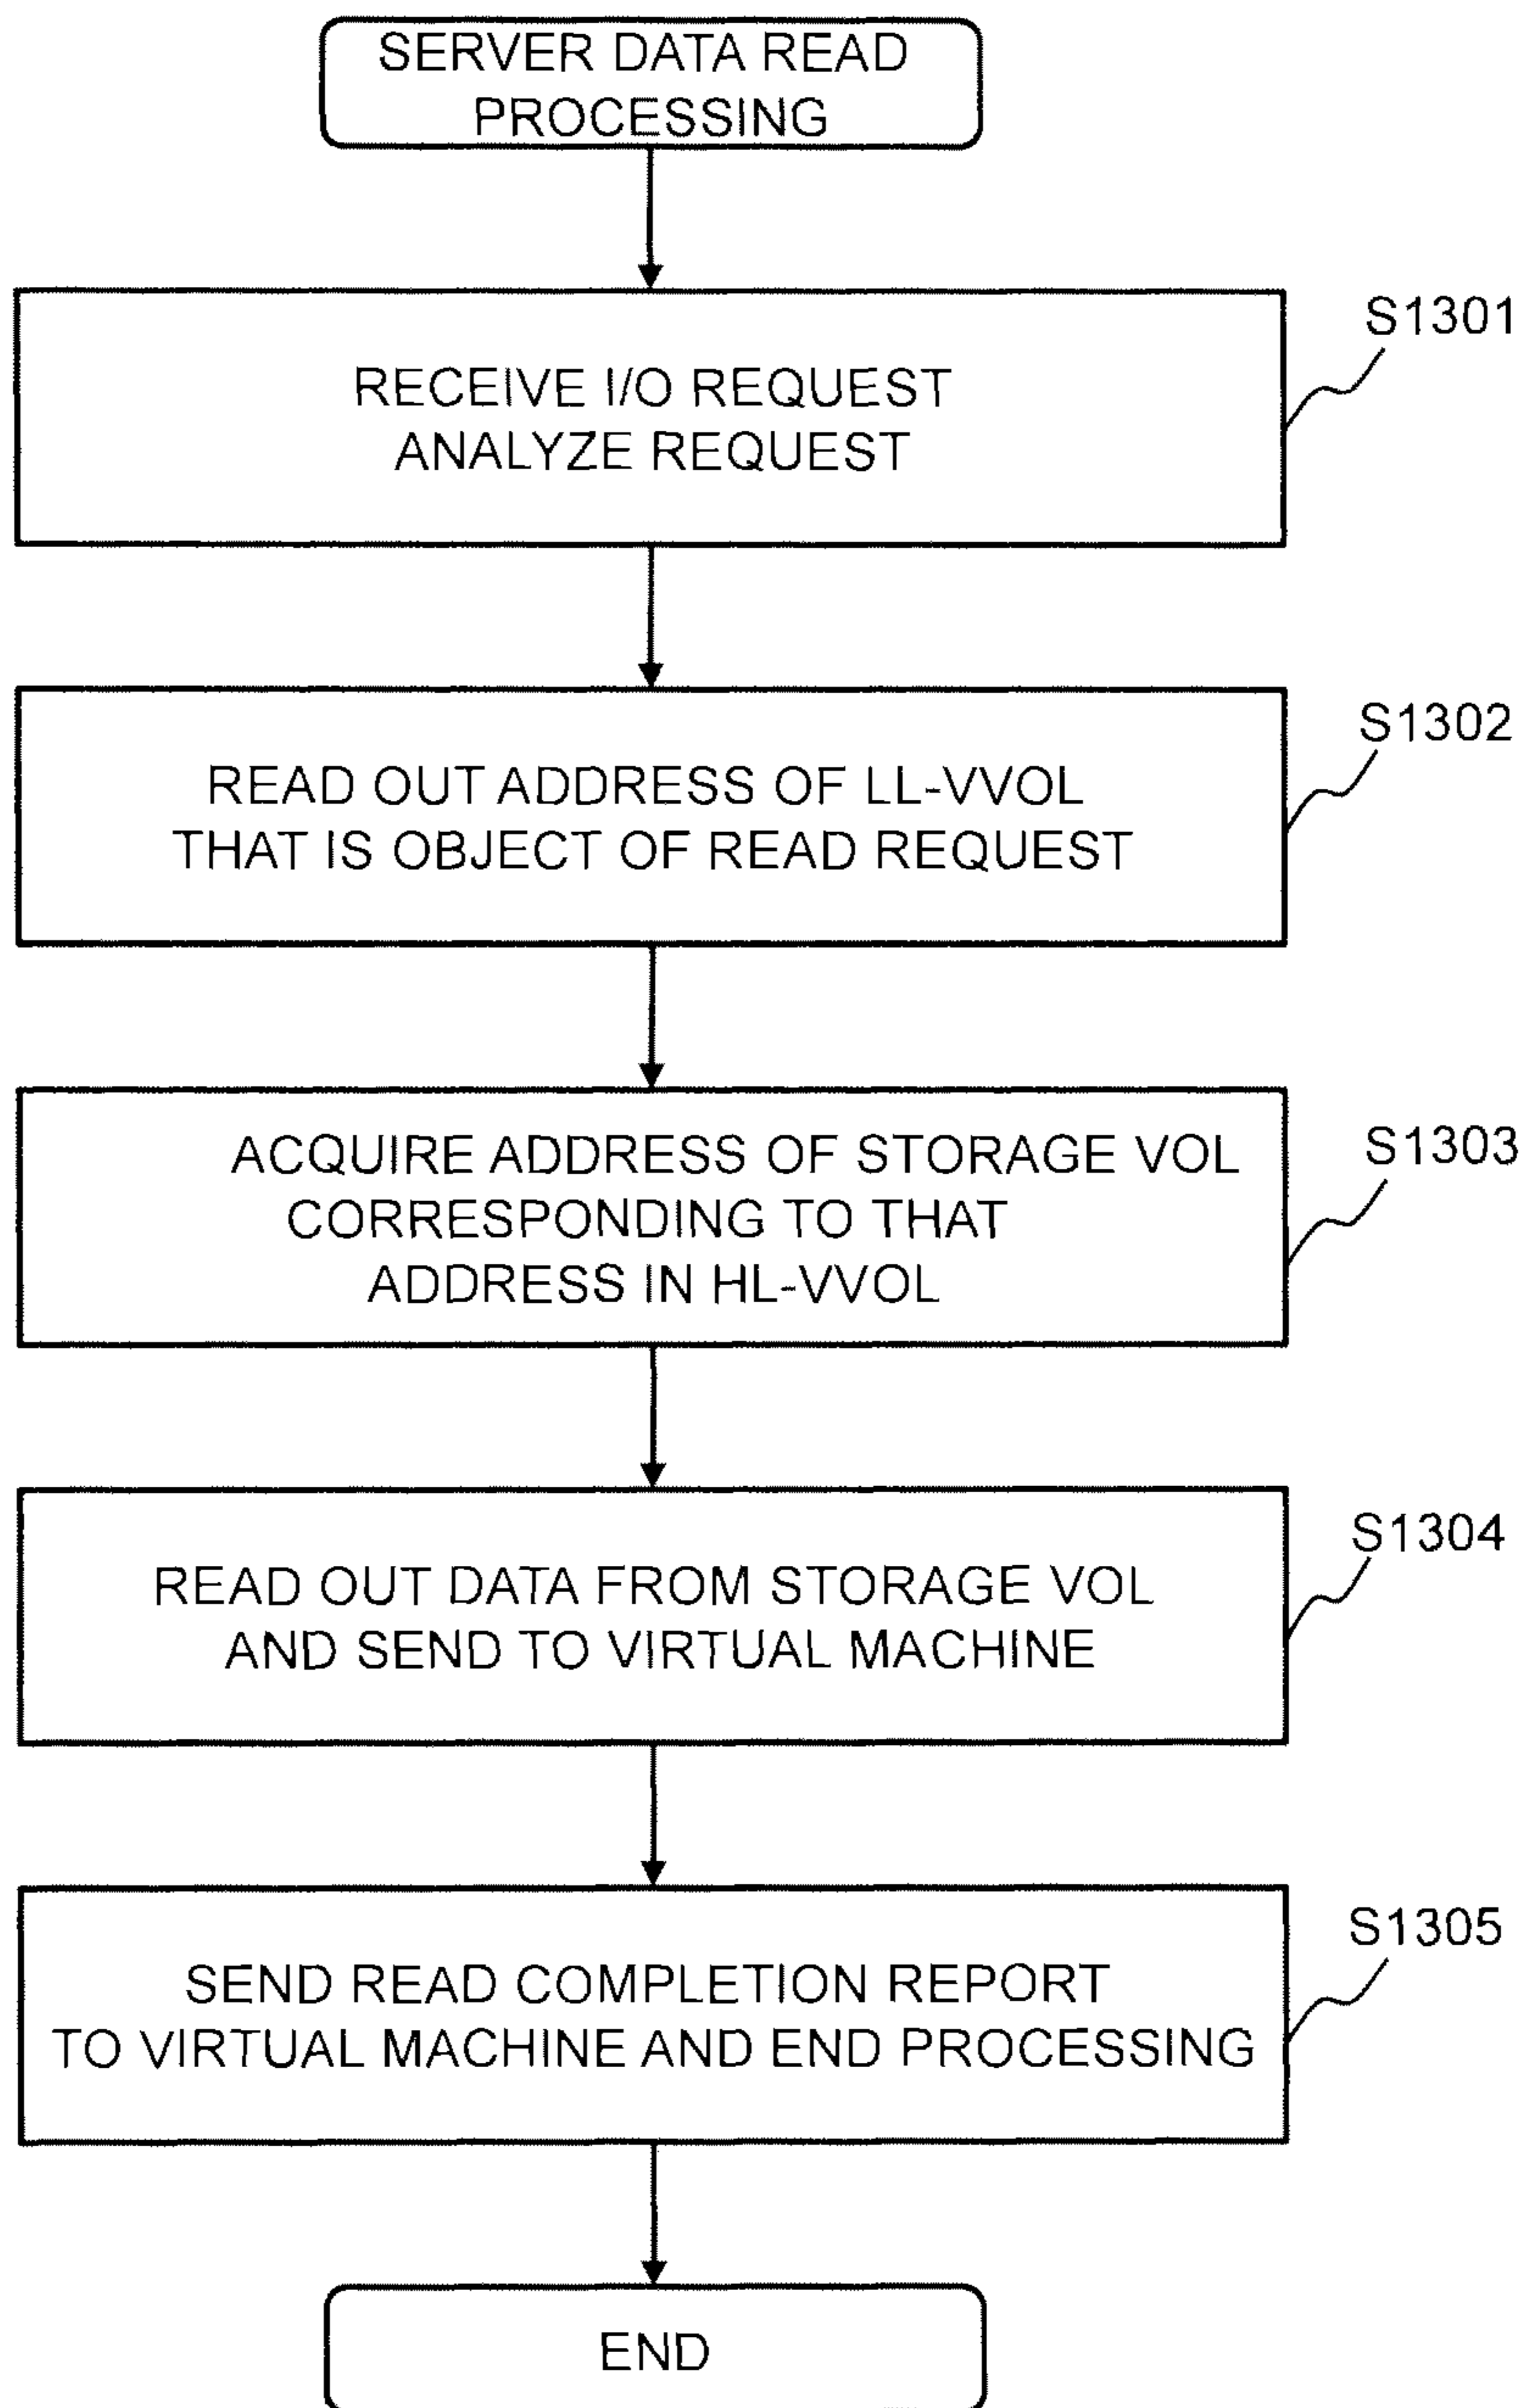 SERVER DATA READ
PROCESSING
S1301
RECEIVE I/O REQUEST
ANALYZE REQUEST
S1302
READ OUT ADDRESS OF LL-VVOL
THAT IS OBJECT OF READ REQUEST
S1303
ACQUIRE ADDRESS OF STORAGE VOL
CORRESPONDING TO THAT
ADDRESS IN HL-VVOL
S1304
READ OUT DATA FROM STORAGE VOL
AND SEND TO VIRTUAL MACHINE
S1305
SEND READ COMPLETION REPORT
TO VIRTUAL MACHINE AND END PROCESSING
END